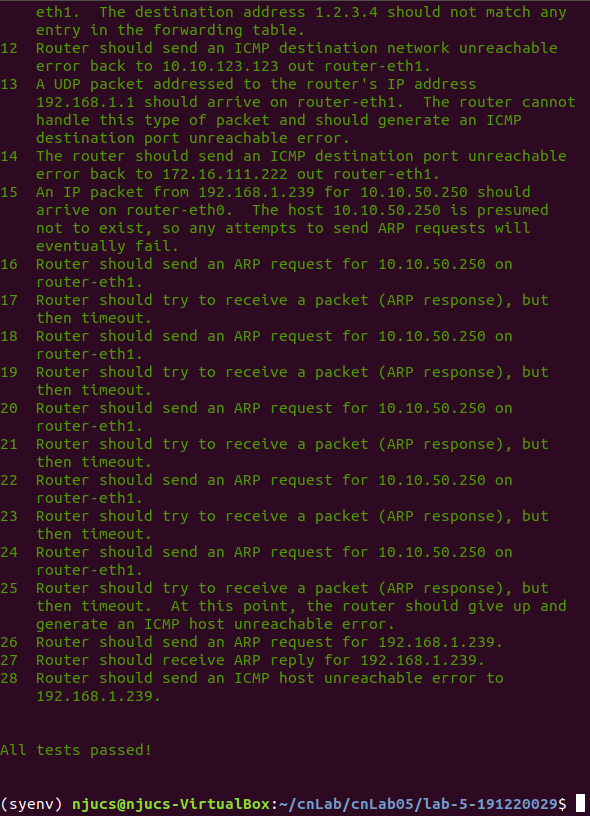 eth1.  The destination address 1.2.3.4 should not match any
entry in the forwarding table.
12  Router should send an ICMP destination network unreachable
error back to 10.10.123.123 out router-eth1.
13  A UDP packet addressed to the router's IP address
192.168.1.1 should arrive on router-eth1.  The router cannot
handle this type of packet and should generate an ICMP
destination port unreachable error.
14  The router should send an ICMP destination port unreachable
error back to 172.16.111.222 out router-eth1.
15  An IP packet from 192.168.1.239 for 10.10.50.250 should
arrive on router-eth0.  The host 10.10.50.250 is presumed
not to exist, so any attempts to send ARP requests will
eventually fail.
16  Router should send an ARP request for 10.10.50.250 on
router-eth1.
17  Router should try to receive a packet (ARP response), but
then timeout.
18  Router should send an ARP request for 10.10.50.250 on
router-eth1.
19  Router should try to receive a packet (ARP response), but
then timeout.
20  Router should send an ARP request for 10.10.50.250 on
router-eth1.
21  Router should try to receive a packet (ARP response), but
then timeout.
22  Router should send an ARP request for 10.10.50.250 on
router-eth1.
23  Router should try to receive a packet (ARP response), but
then timeout.
24  Router should send an ARP request for 10.10.50.250 on
router-eth1.
25  Router should try to receive a packet (ARP response), but
then timeout.  At this point, the router should give up and
generate an ICMP host unreachable error.
26  Router should send an ARP request for 192.168.1.239.
27  Router should receive ARP reply for 192.168.1.239.
28  Router should send an ICMP host unreachable error to
192.168.1.239.
All tests passed!
(syenv) njucs@njucs-VirtualBox:~/cnLab/cnLab05/lab-5-191220029$